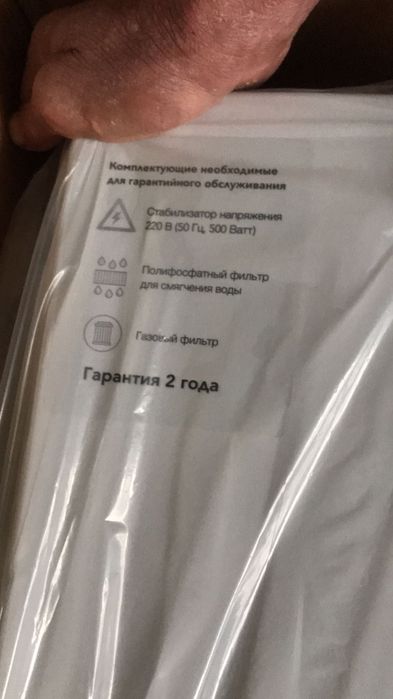 Комплектующие необходимые
для гарантийного обслуживания
Стабилизатор напряжения
220 В (50 Гц, 500 Ватт)
Полифосфатный фильтр
для смягчения воды
Газовый фильтр
Гарантия 2 года